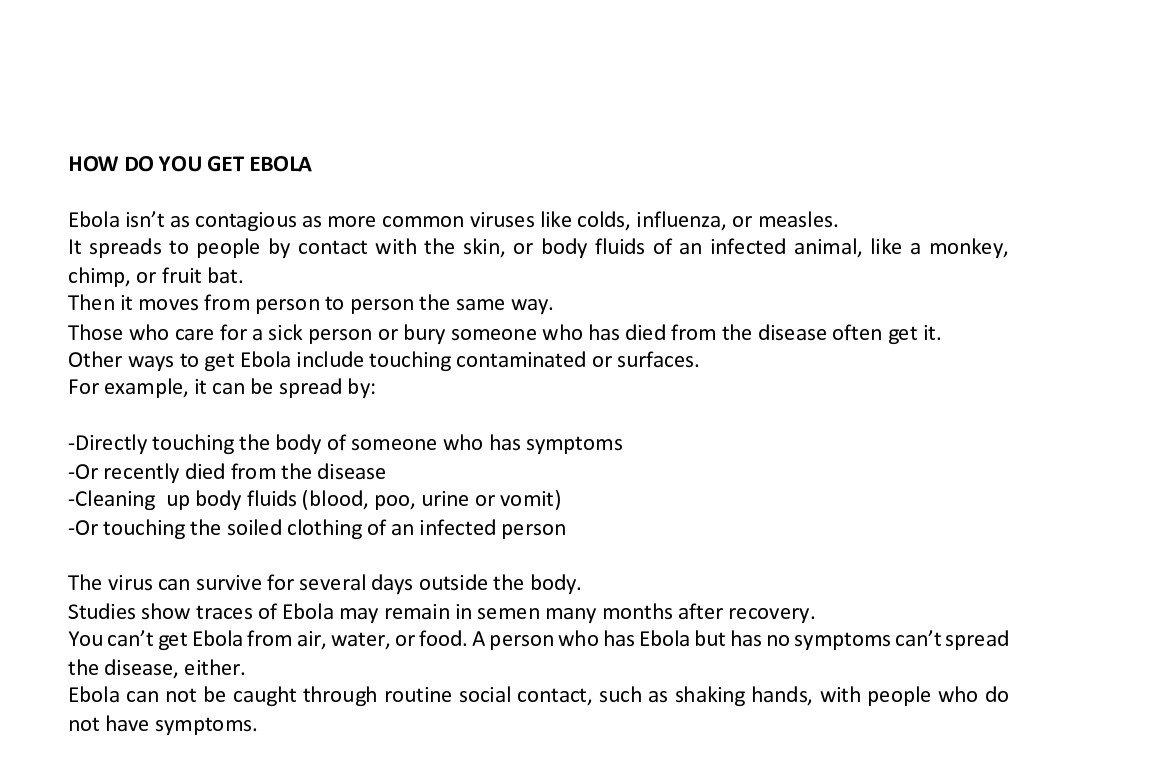 HOW DO YOU GET EBOLA
Ebola isn’t as contagious as more common viruses like colds, influenza, or measles.
It spreads to people by contact with the skin, or body fluids of an infected animal, like a monkey,
chimp, or fruit bat.
Then it moves from person to person the same way.
Those who care for a sick person or bury someone who has died from the disease often get it.
Other ways to get Ebola include touching contaminated or surfaces.
For example, it can be spread by:
-Directly touching the body of someone who has symptoms
-Or recently died from the disease
-Cleaning  up body fluids (blood, poo, urine or vomit)
-Or touching the soiled clothing of an infected person
The virus can survive for several days outside the body.
Studies show traces of Ebola may remain in semen many months after recovery.
You can’t get Ebola from air, water, or food. A person who has Ebola but has no symptoms can’t spread
the disease, either.
Ebola can not be caught through routine social contact, such as shaking hands, with people who do
not have symptoms.